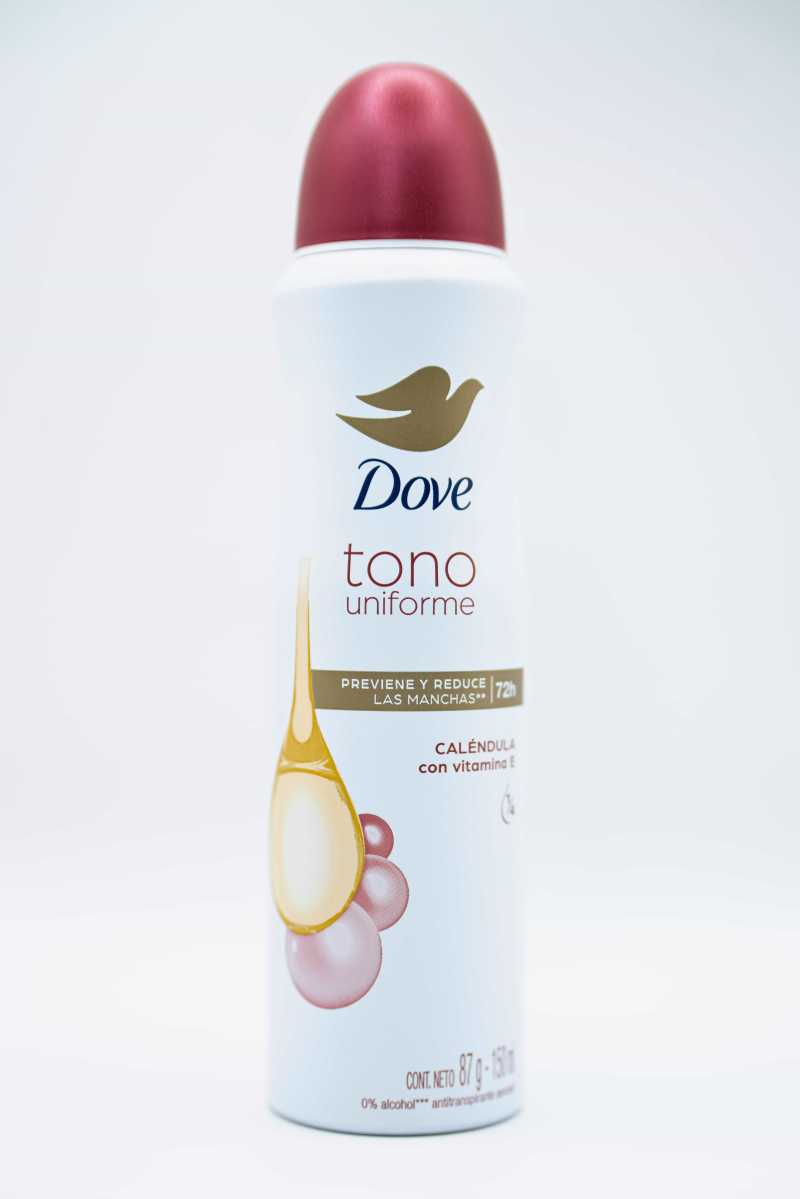 Dove
tono
uniforme
PREVIENE Y REDUCE
LAS MANCHAS**
72h
CALÉNDULA
con vitamina E
CONT. NETO 87 g - 150 ml
0% alcohol*** antitranspirante